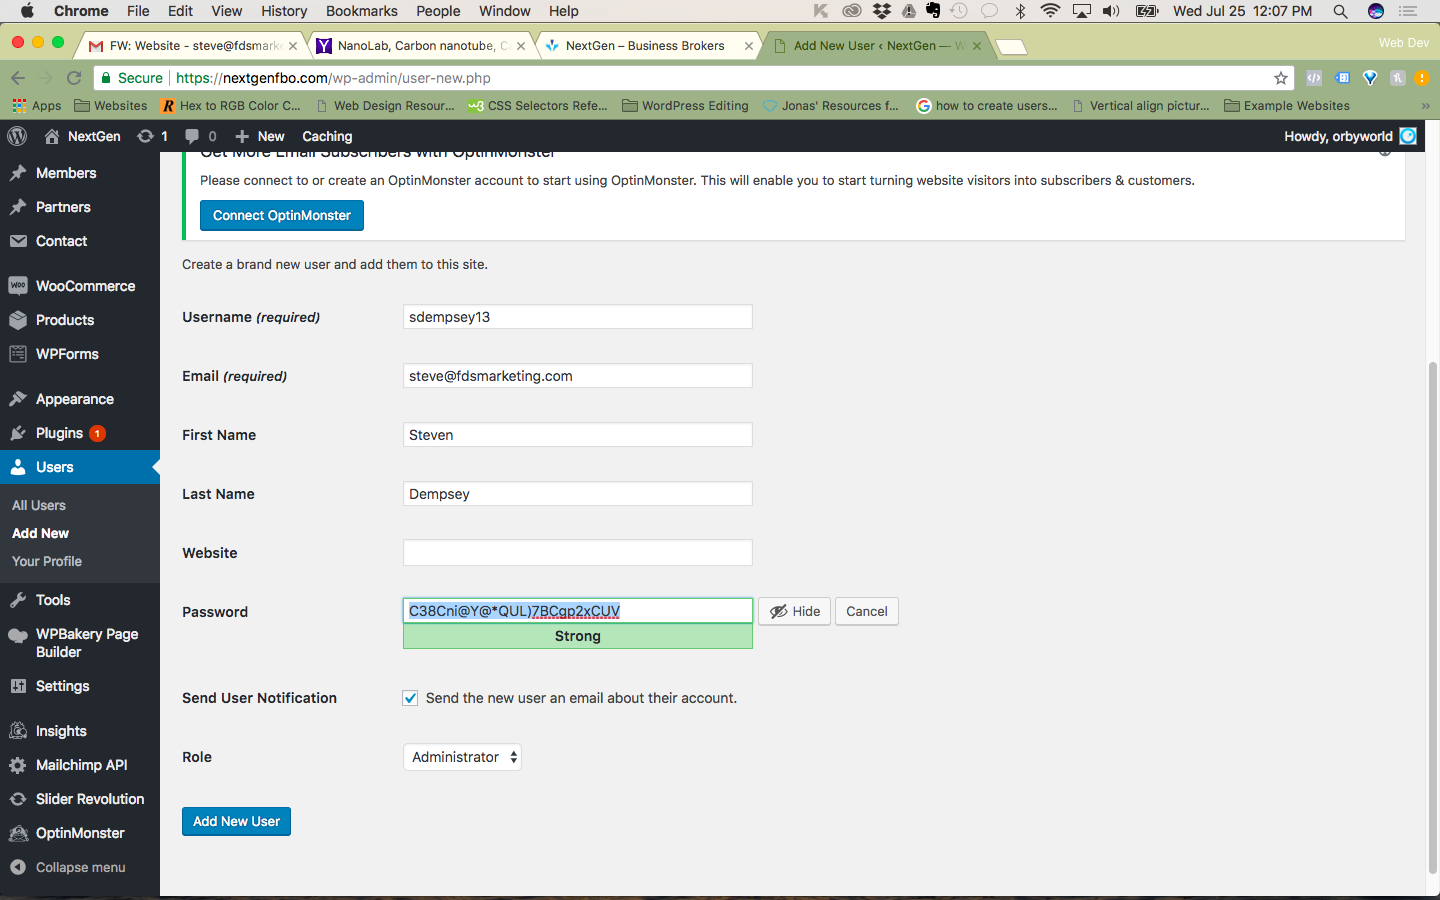 Chrome File Edit View History Bookmarks People Window Help Wed Jul 25 12:07 PM
FW: Website - steve@fdsmark NanoLab, Carbon nanotube, C NextGen – Business Brokers Add New User ‹ NextGen — W Web Dev
Secure https://nextgenfbo.com/wp-admin/user-new.php
Apps Websites Hex to RGB Color C... Web Design Resour... CSS Selectors Refe... WordPress Editing Jonas' Resources f... how to create users... Vertical align pictur... Example Websites »
NextGen 1 0 New Caching Howdy, orbyworld
Get More Email Subscribers with OptinMonster
Please connect to or create an OptinMonster account to start using OptinMonster. This will enable you to start turning website visitors into subscribers & customers.
Connect OptinMonster
Members
Partners
Contact
WooCommerce
Products
WPForms
Appearance
Plugins 1
Users
All Users
Add New
Your Profile
Tools
WPBakery Page
Builder
Settings
Insights
Mailchimp API
Slider Revolution
OptinMonster
Collapse menu
Create a brand new user and add them to this site.
Username (required) sdempsey13
Email (required) steve@fdsmarketing.com
First Name Steven
Last Name Dempsey
Website
Password C38Cni@Y@*QUL)7BCgp2xCUV Hide Cancel
Strong
Send User Notification Send the new user an email about their account.
Role Administrator
Add New User